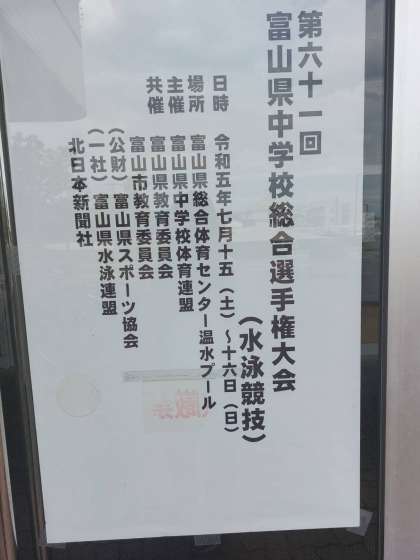 第六十一回
富山県中学校総合選手権大会
（水泳競技）
日時　令和五年七月十五（土）〜十六日（日）
場所　富山県総合体育センター温水プール
主催　富山県中学校体育連盟
共催　富山県教育委員会
富山市教育委員会
（公財）富山県スポーツ協会
（一社）富山県水泳連盟
北日本新聞社